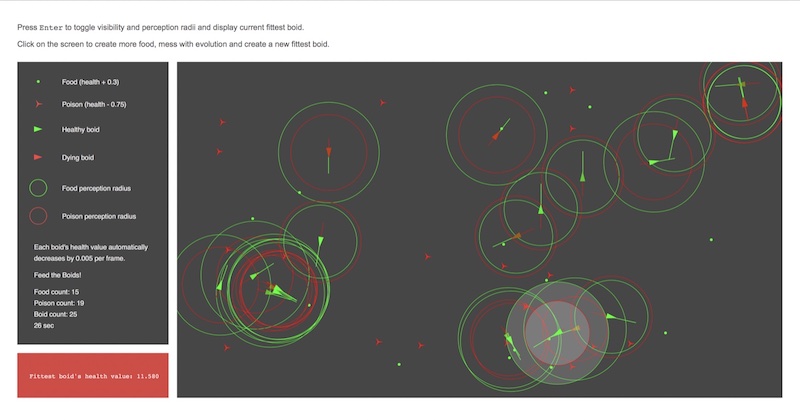 Press Enter to toggle visibility and perception radii and display current fittest boid.
Click on the screen to create more food, mess with evolution and create a new fittest boid.
Food (health + 0.3)
Poison (health - 0.75)
Healthy boid
Dying boid
Food perception radius
Poison perception radius
Each boid's health value automatically
decreases by 0.005 per frame.
Feed the Boids!
Food count: 15
Poison count: 19
Boid count: 25
26 sec
Fittest boid's health value: 11.500